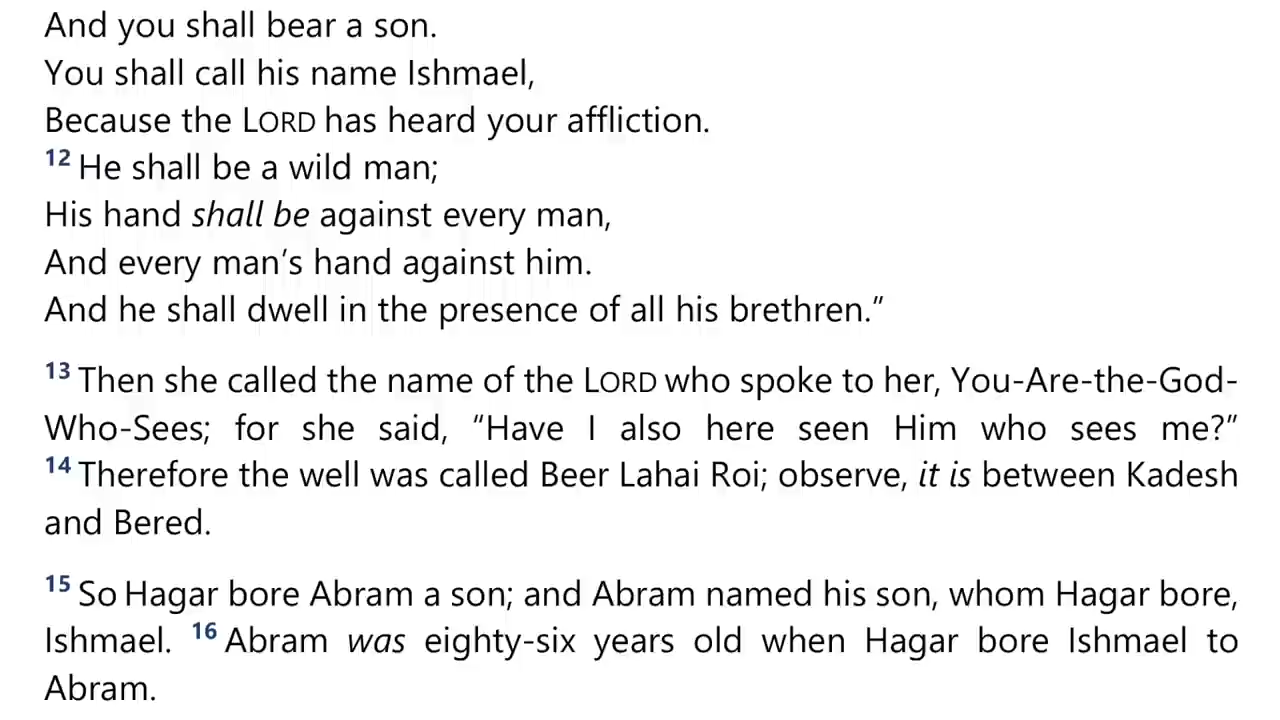 And you shall bear a son.
You shall call his name Ishmael,
Because the LORD has heard your affliction.
12 He shall be a wild man;
His hand shall be against every man,
And every man’s hand against him.
And he shall dwell in the presence of all his brethren.”
13 Then she called the name of the LORD who spoke to her, You-Are-the-God-
Who-Sees; for she said, “Have I also here seen Him who sees me?”
14 Therefore the well was called Beer Lahai Roi; observe, it is between Kadesh
and Bered.
15 So Hagar bore Abram a son; and Abram named his son, whom Hagar bore,
Ishmael. 16 Abram was eighty-six years old when Hagar bore Ishmael to
Abram.